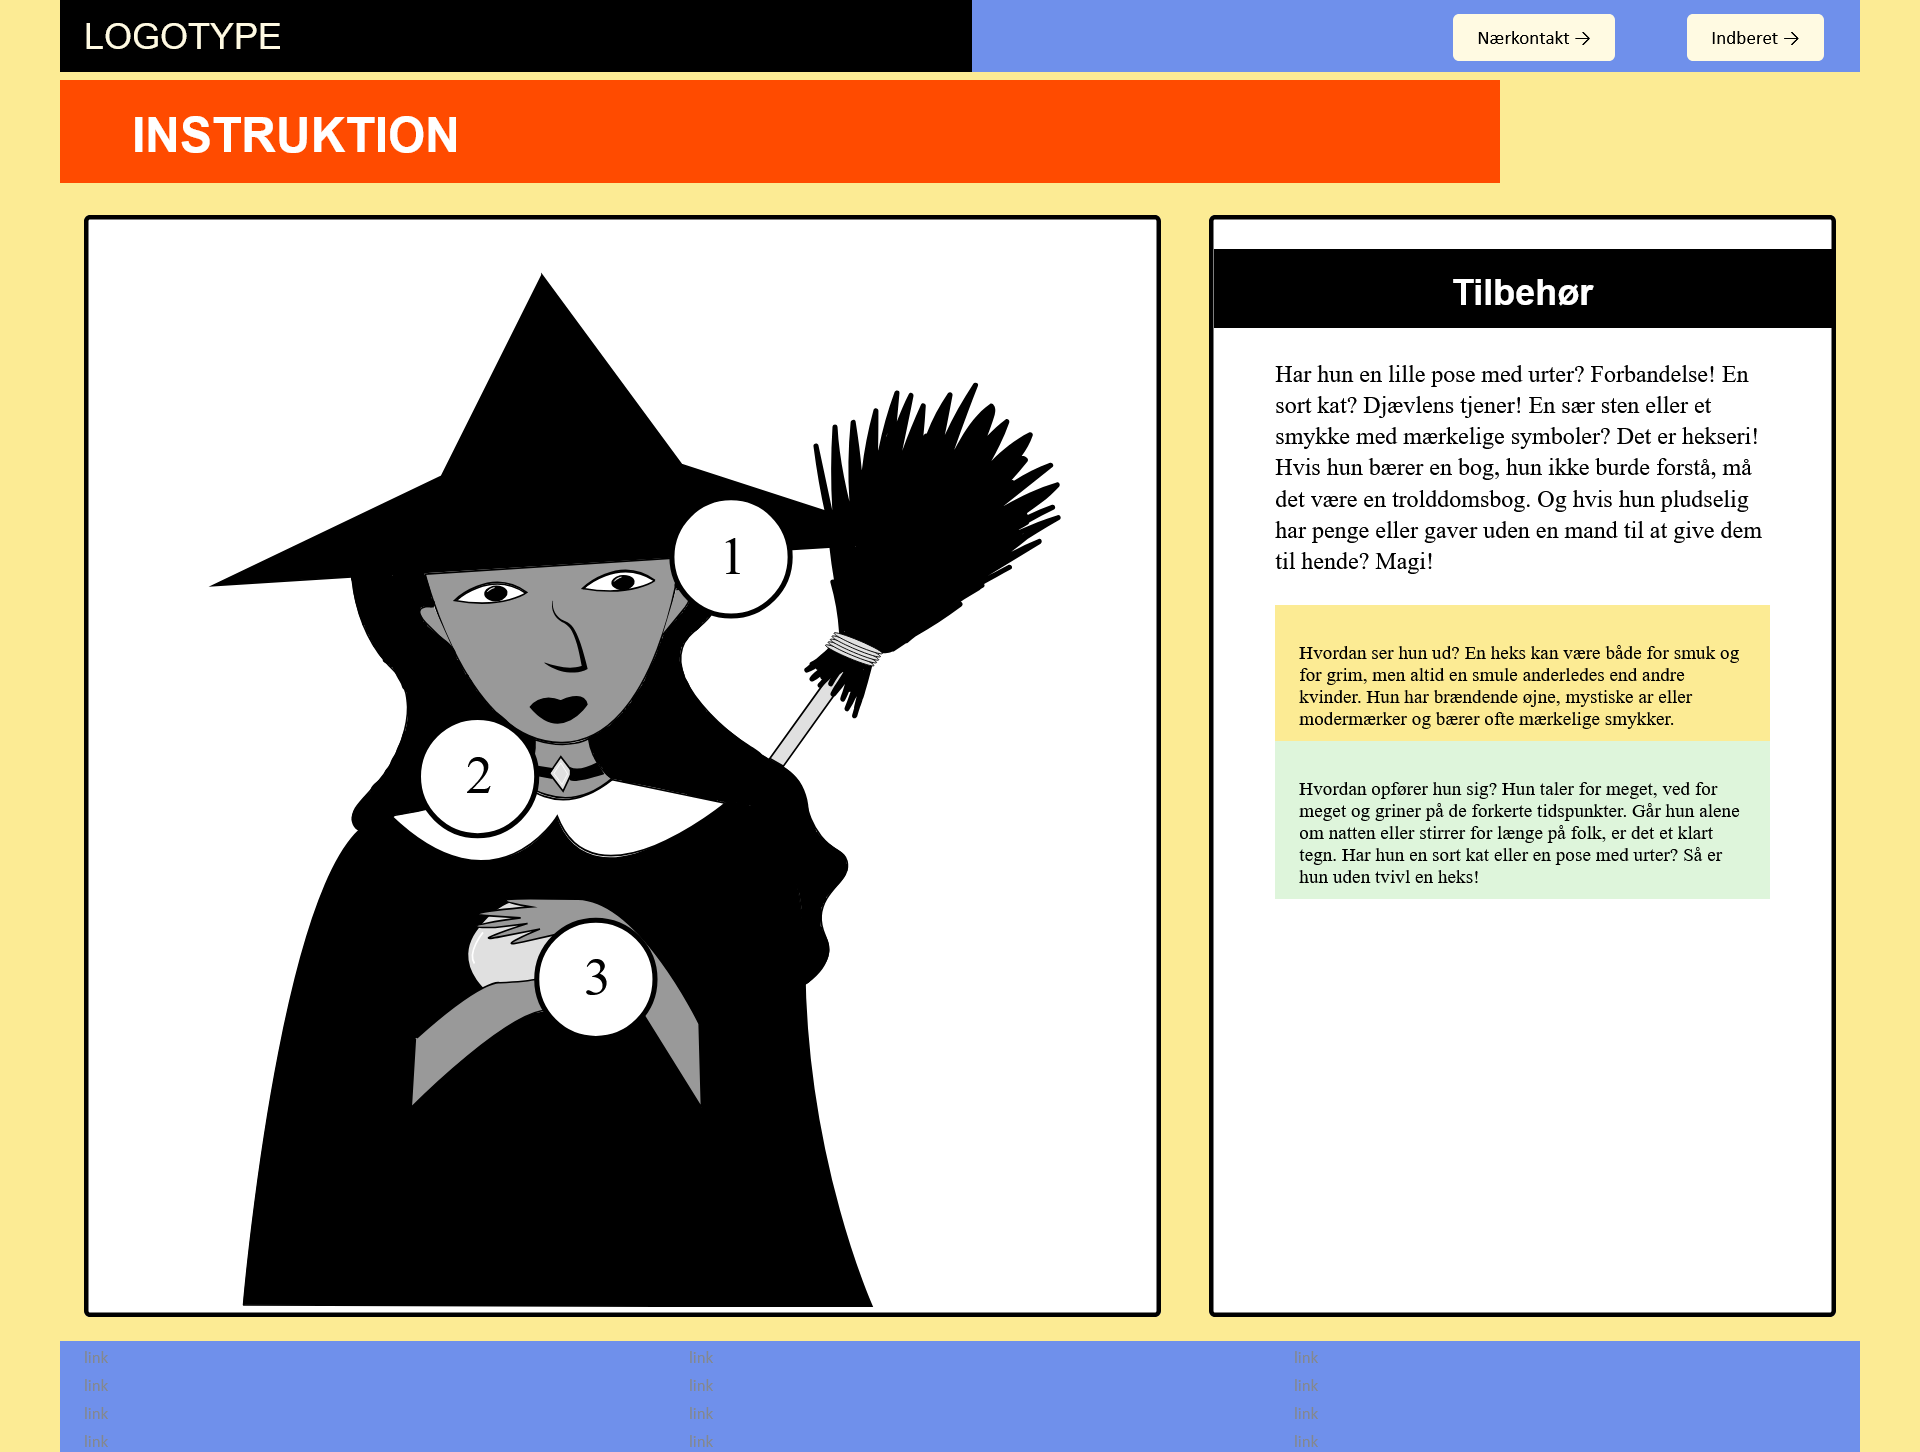 LOGOTYPE
Nærkontakt →
Indberet →
INSTRUKTION
1
2
3
Tilbehør
Har hun en lille pose med urter? Forbandelse! En
sort kat? Djævlens tjener! En sær sten eller et
smykke med mærkelige symboler? Det er hekseri!
Hvis hun bærer en bog, hun ikke burde forstå, må
det være en trolddomsbog. Og hvis hun pludselig
har penge eller gaver uden en mand til at give dem
til hende? Magi!
Hvordan ser hun ud? En heks kan være både for smuk og
for grim, men altid en smule anderledes end andre
kvinder. Hun har brændende øjne, mystiske ar eller
modermærker og bærer ofte mærkelige smykker.
Hvordan opfører hun sig? Hun taler for meget, ved for
meget og griner på de forkerte tidspunkter. Går hun alene
om natten eller stirrer for længe på folk, er det et klart
tegn. Har hun en sort kat eller en pose med urter? Så er
hun uden tvivl en heks!
link
link
link
link
link
link
link
link
link
link
link
link